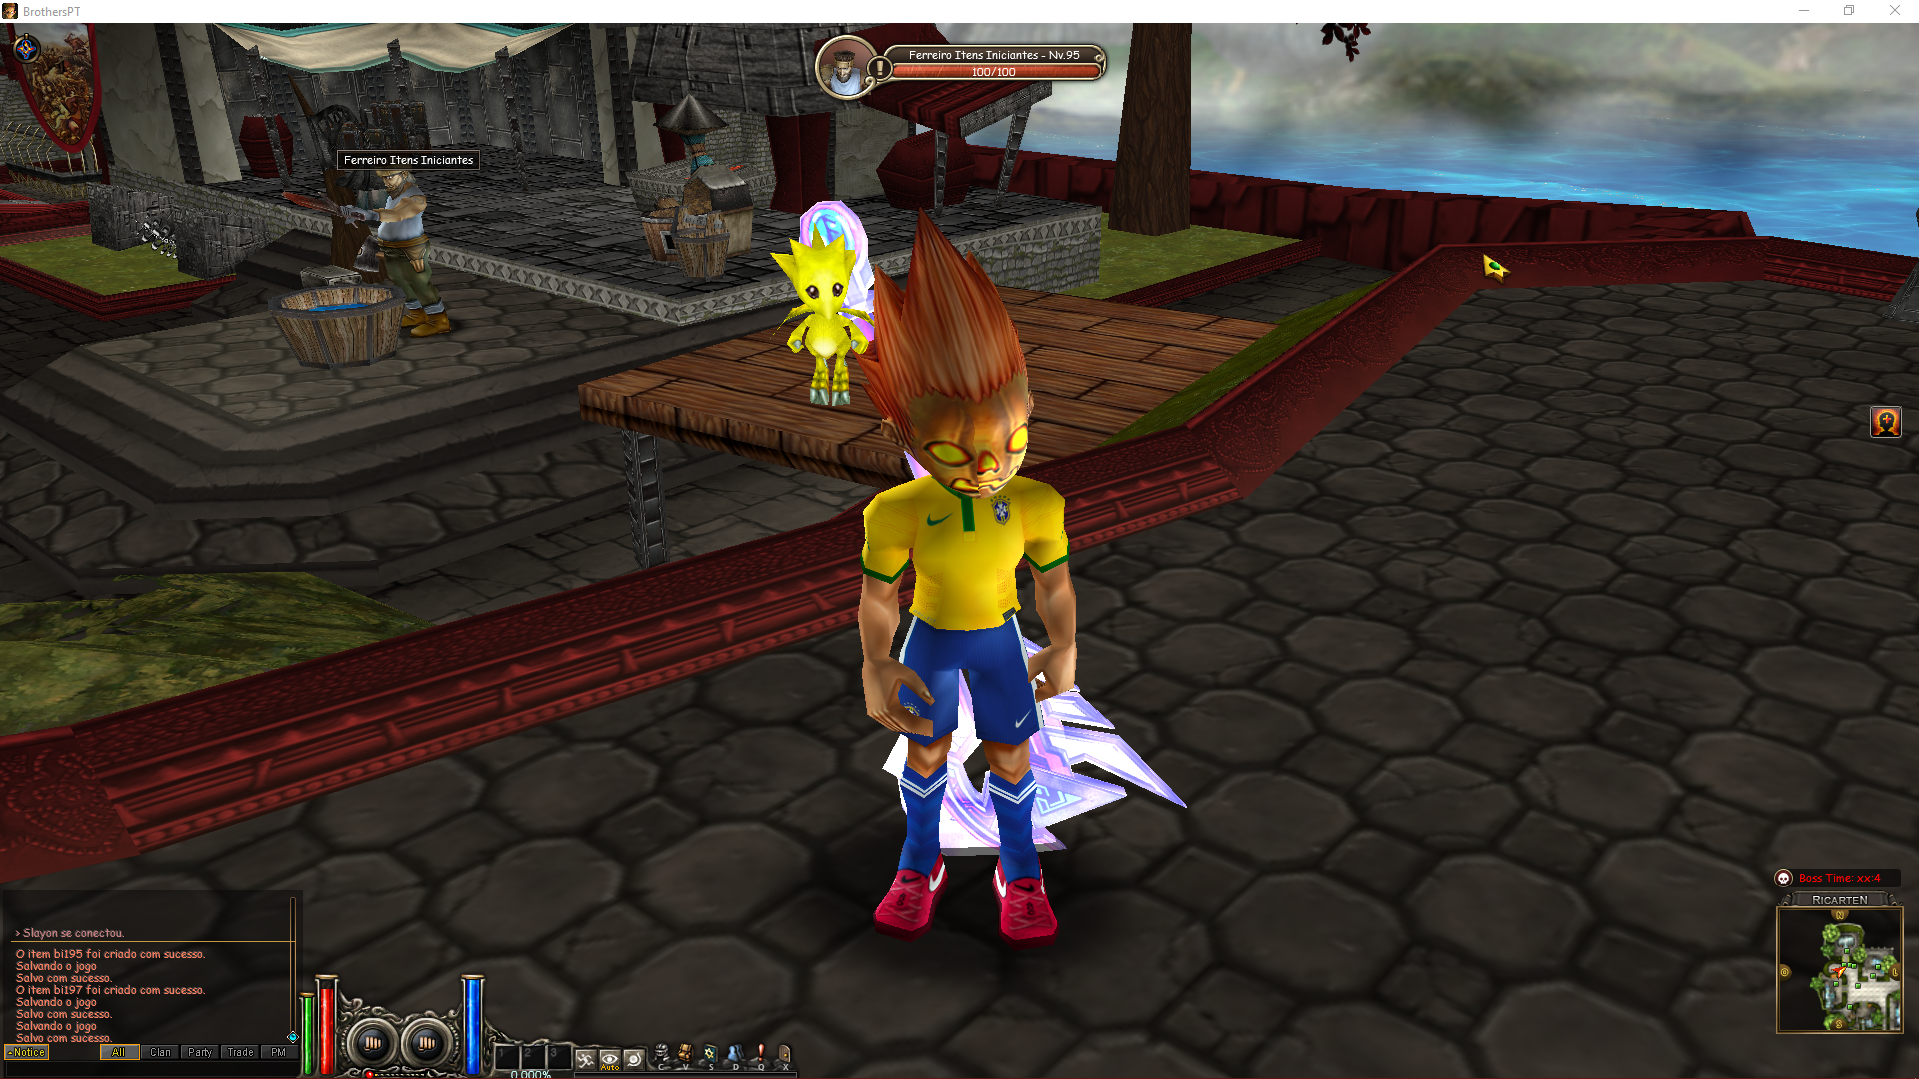 BrothersPT
Ferreiro Itens Iniciantes - Nv.95
100/100
Ferreiro Itens Iniciantes
Boss Time: xx:4
RICARTEN
N
O
L
S
> Slayon se conectou.
O item bi195 foi criado com sucesso.
Salvando o jogo
Salvo com sucesso.
O item bi197 foi criado com sucesso.
Salvando o jogo
Salvo com sucesso.
Salvando o jogo
Salvo com sucesso.
Notice All Clan Party Trade PM
2 3
0.000%
Auto
C V S D Q X